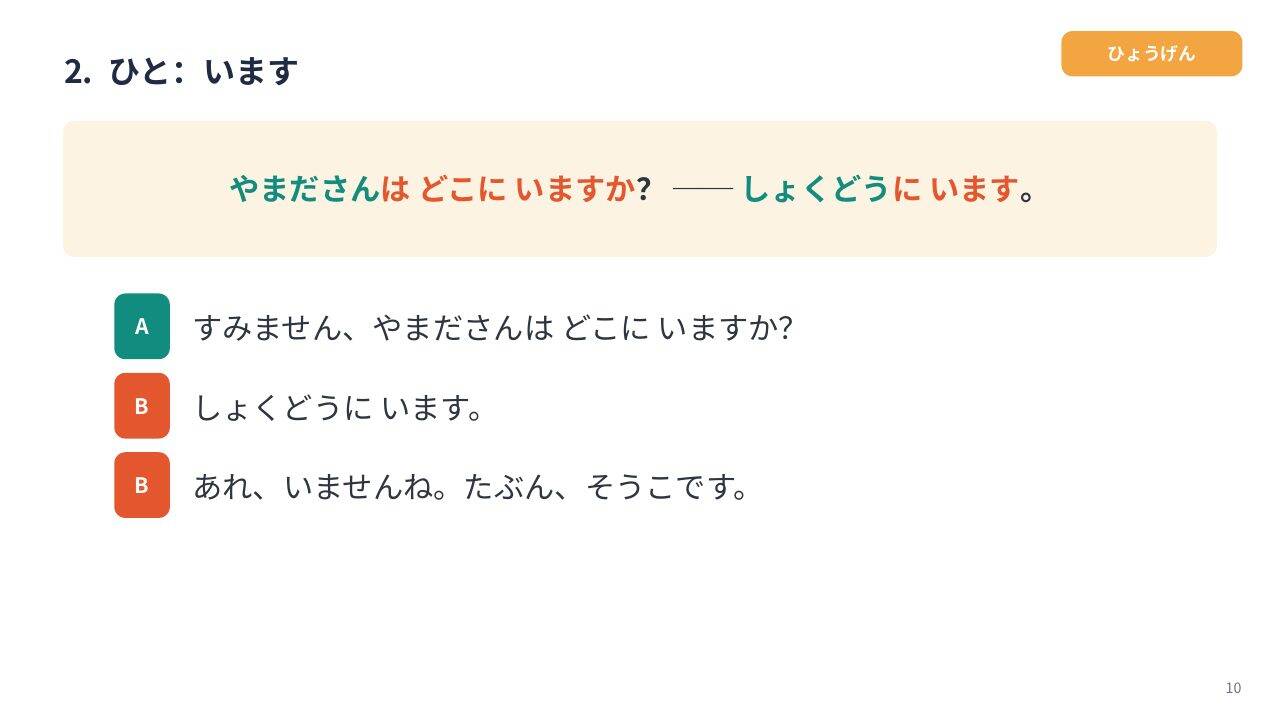 2. ひと：います
ひょうげん
やまださんは どこに いますか？ ――しょくどうに います。
A すみません、やまださんは どこに いますか？
B しょくどうに います。
B あれ、いませんね。たぶん、そうこです。
10